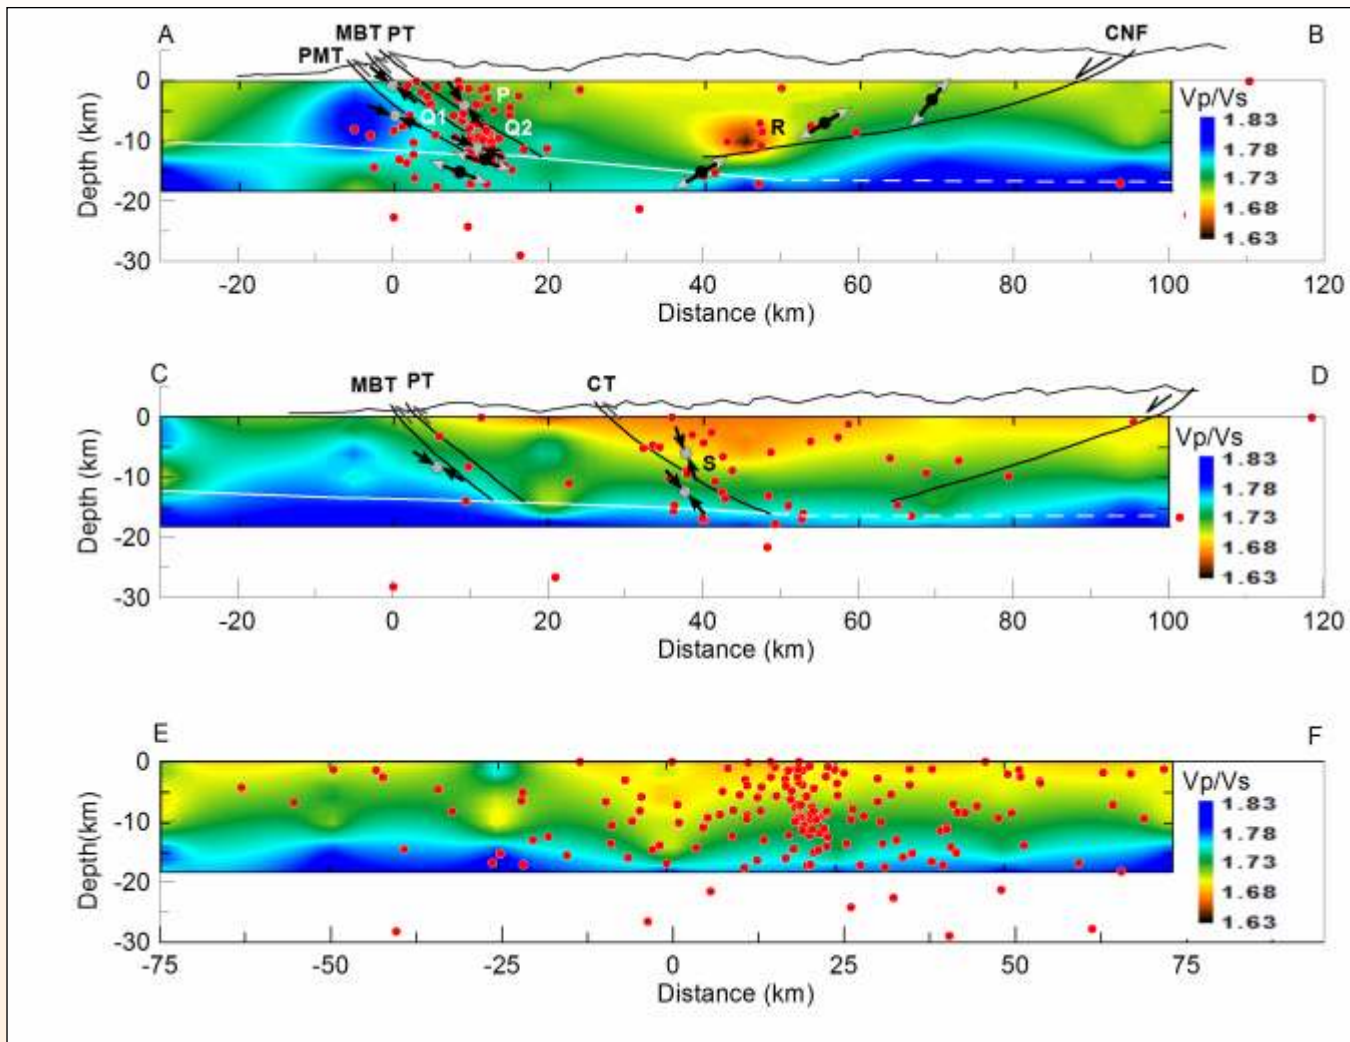 A MBT PT CNF B
PMT
0 Vp/Vs
P 1.83
Q1 Q2 R 1.78
-10 1.73
1.68
-20 1.63
-30
Depth (km)
-20 0 20 40 60 80 100 120
Distance (km)
C MBT PT CT D
0 Vp/Vs
1.83
S 1.78
-10 1.73
1.68
-20 1.63
-30
Depth (km)
-20 0 20 40 60 80 100 120
Distance (km)
E F
0 Vp/Vs
1.83
1.78
-10 1.73
1.68
-20 1.63
-30
Depth(km)
-75 -50 -25 0 25 50 75
Distance (km)